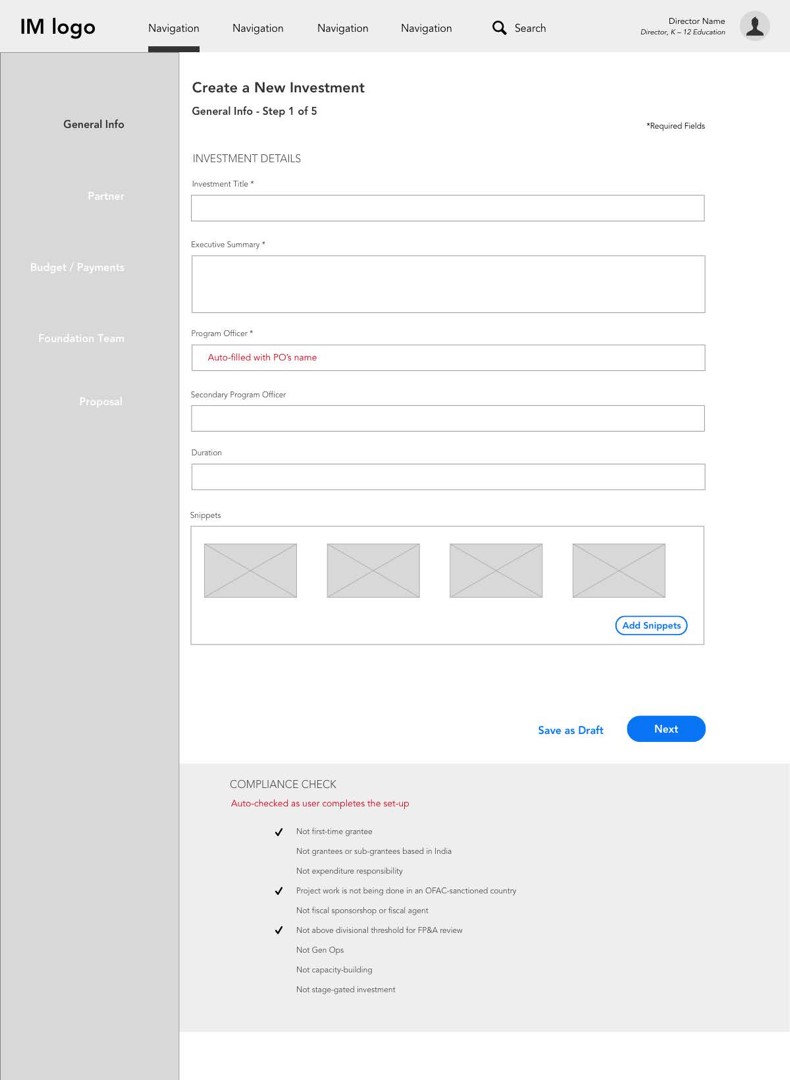 IM logo
Navigation
Navigation
Navigation
Navigation
Search
Director Name
Director, K – 12 Education
General Info
Partner
Budget / Payments
Foundation Team
Proposal
Create a New Investment
General Info - Step 1 of 5
*Required Fields
INVESTMENT DETAILS
Investment Title *
Executive Summary *
Program Officer *
Auto-filled with PO's name
Secondary Program Officer
Duration
Snippets
Add Snippets
Save as Draft
Next
COMPLIANCE CHECK
Auto-checked as user completes the set-up
Not first-time grantee
Not grantees or sub-grantees based in India
Not expenditure responsibility
Project work is not being done in an OFAC-sanctioned country
Not fiscal sponsorshop or fiscal agent
Not above divisional threshold for FP&A review
Not Gen Ops
Not capacity-building
Not stage-gated investment